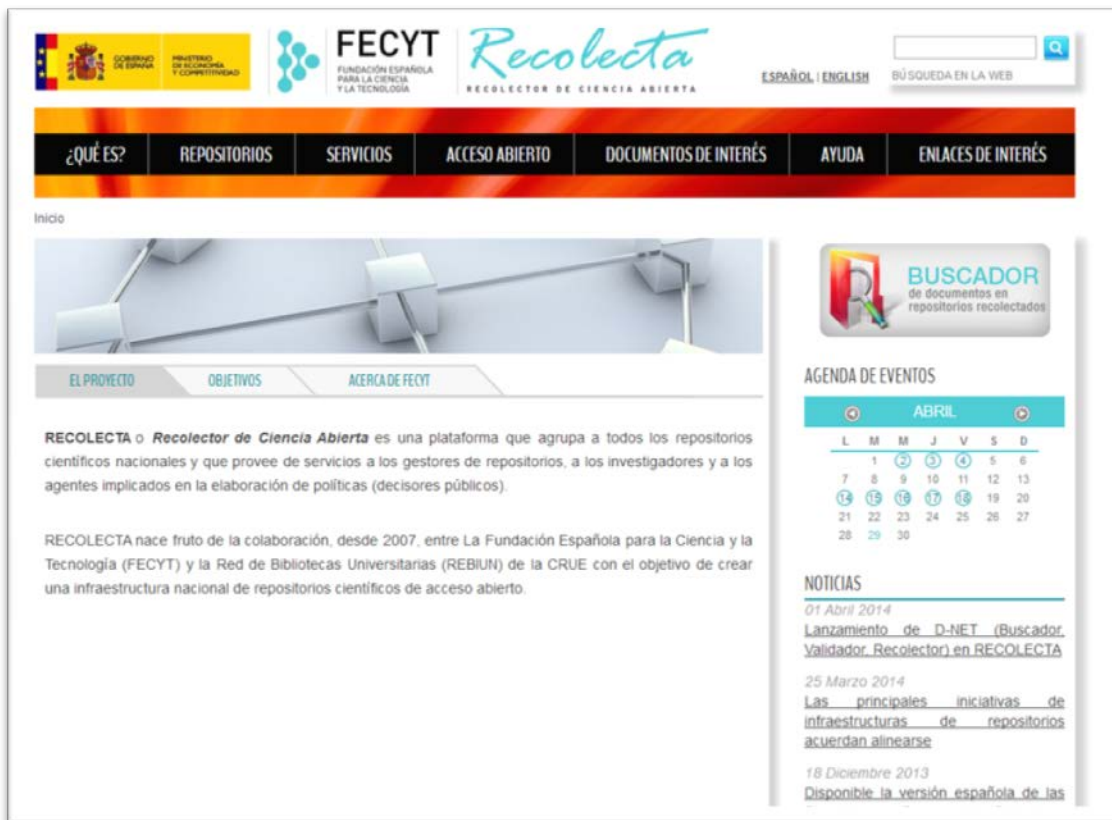 GOBIERNO
DE ESPAÑA
MINISTERIO
DE ECONOMÍA
Y COMPETITIVIDAD
FECYT
FUNDACIÓN ESPAÑOLA
PARA LA CIENCIA
Y LA TECNOLOGÍA
Recolecta
RECOLECTOR DE CIENCIA ABIERTA
ESPAÑOL | ENGLISH
BÚSQUEDA EN LA WEB
¿QUÉ ES? REPOSITORIOS SERVICIOS ACCESO ABIERTO DOCUMENTOS DE INTERÉS AYUDA ENLACES DE INTERÉS
Inicio
EL PROYECTO OBJETIVOS ACERCA DE FECYT
RECOLECTA o Recolector de Ciencia Abierta es una plataforma que agrupa a todos los repositorios
científicos nacionales y que provee de servicios a los gestores de repositorios, a los investigadores y a los
agentes implicados en la elaboración de políticas (decisores públicos).
RECOLECTA nace fruto de la colaboración, desde 2007, entre La Fundación Española para la Ciencia y la
Tecnología (FECYT) y la Red de Bibliotecas Universitarias (REBIUN) de la CRUE con el objetivo de crear
una infraestructura nacional de repositorios científicos de acceso abierto.
BUSCADOR
de documentos en
repositorios recolectados
AGENDA DE EVENTOS
ABRIL
L M M J V S D
1 2 3 4 5 6
7 8 9 10 11 12 13
14 15 16 17 18 19 20
21 22 23 24 25 26 27
28 29 30
NOTICIAS
01 Abril 2014
Lanzamiento de D-NET (Buscador,
Validador, Recolector) en RECOLECTA
25 Marzo 2014
Las principales iniciativas de
infraestructuras de repositorios
acuerdan alinearse
18 Diciembre 2013
Disponible la versión española de las